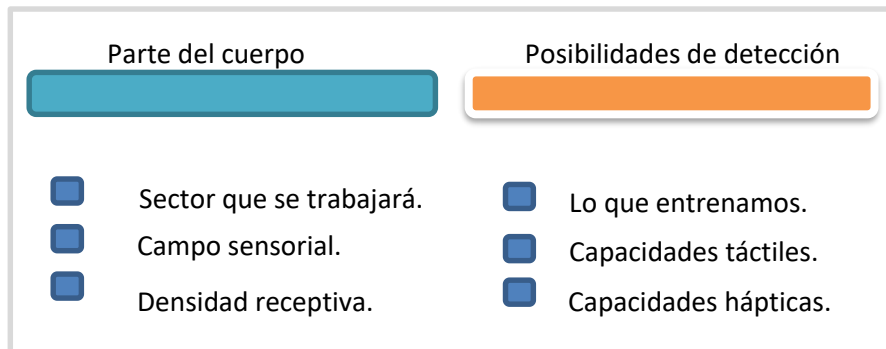 Parte del cuerpo
Posibilidades de detección
Sector que se trabajará.
Campo sensorial.
Densidad receptiva.
Lo que entrenamos.
Capacidades táctiles.
Capacidades hápticas.